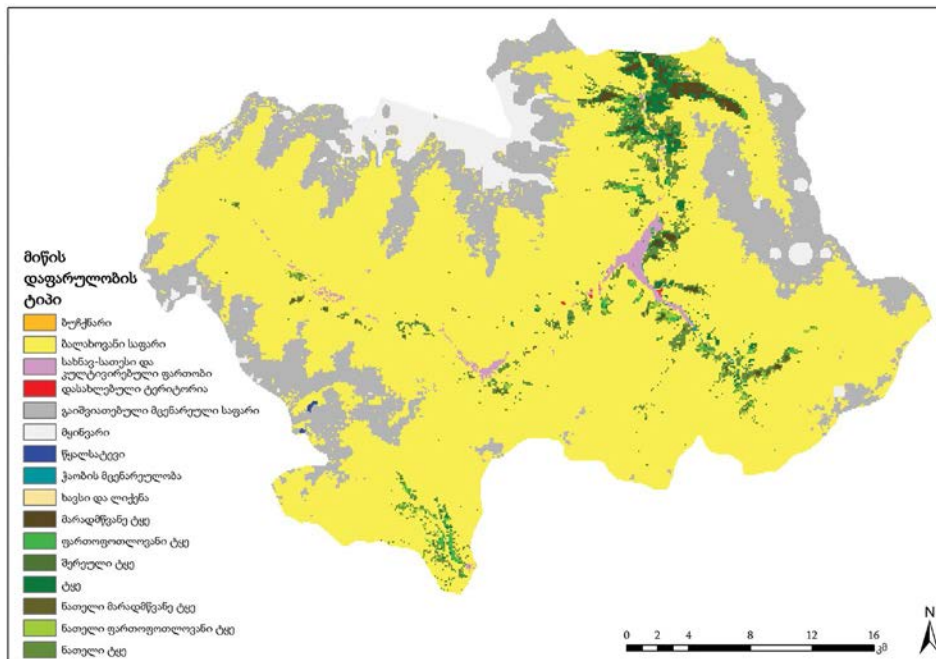 მიწის
დაფარულობის
ტიპი
ბუჩქნარი
ბალახოვანი საფარი
სახნავ-სათესი და
კულტივირებული ფართობი
დასახლებული ტერიტორია
გაიშვიათებული მცენარეული საფარი
მყინვარი
წყალსატევი
ჭაობის მცენარეულობა
ხავსი და ლიქენა
მარადმწვანე ტყე
ფართოფოთლოვანი ტყე
შერეული ტყე
ტყე
ნათელი მარადმწვანე ტყე
ნათელი ფართოფოთლოვანი ტყე
ნათელი ტყე
0 2 4 8 12 16
კმ
N